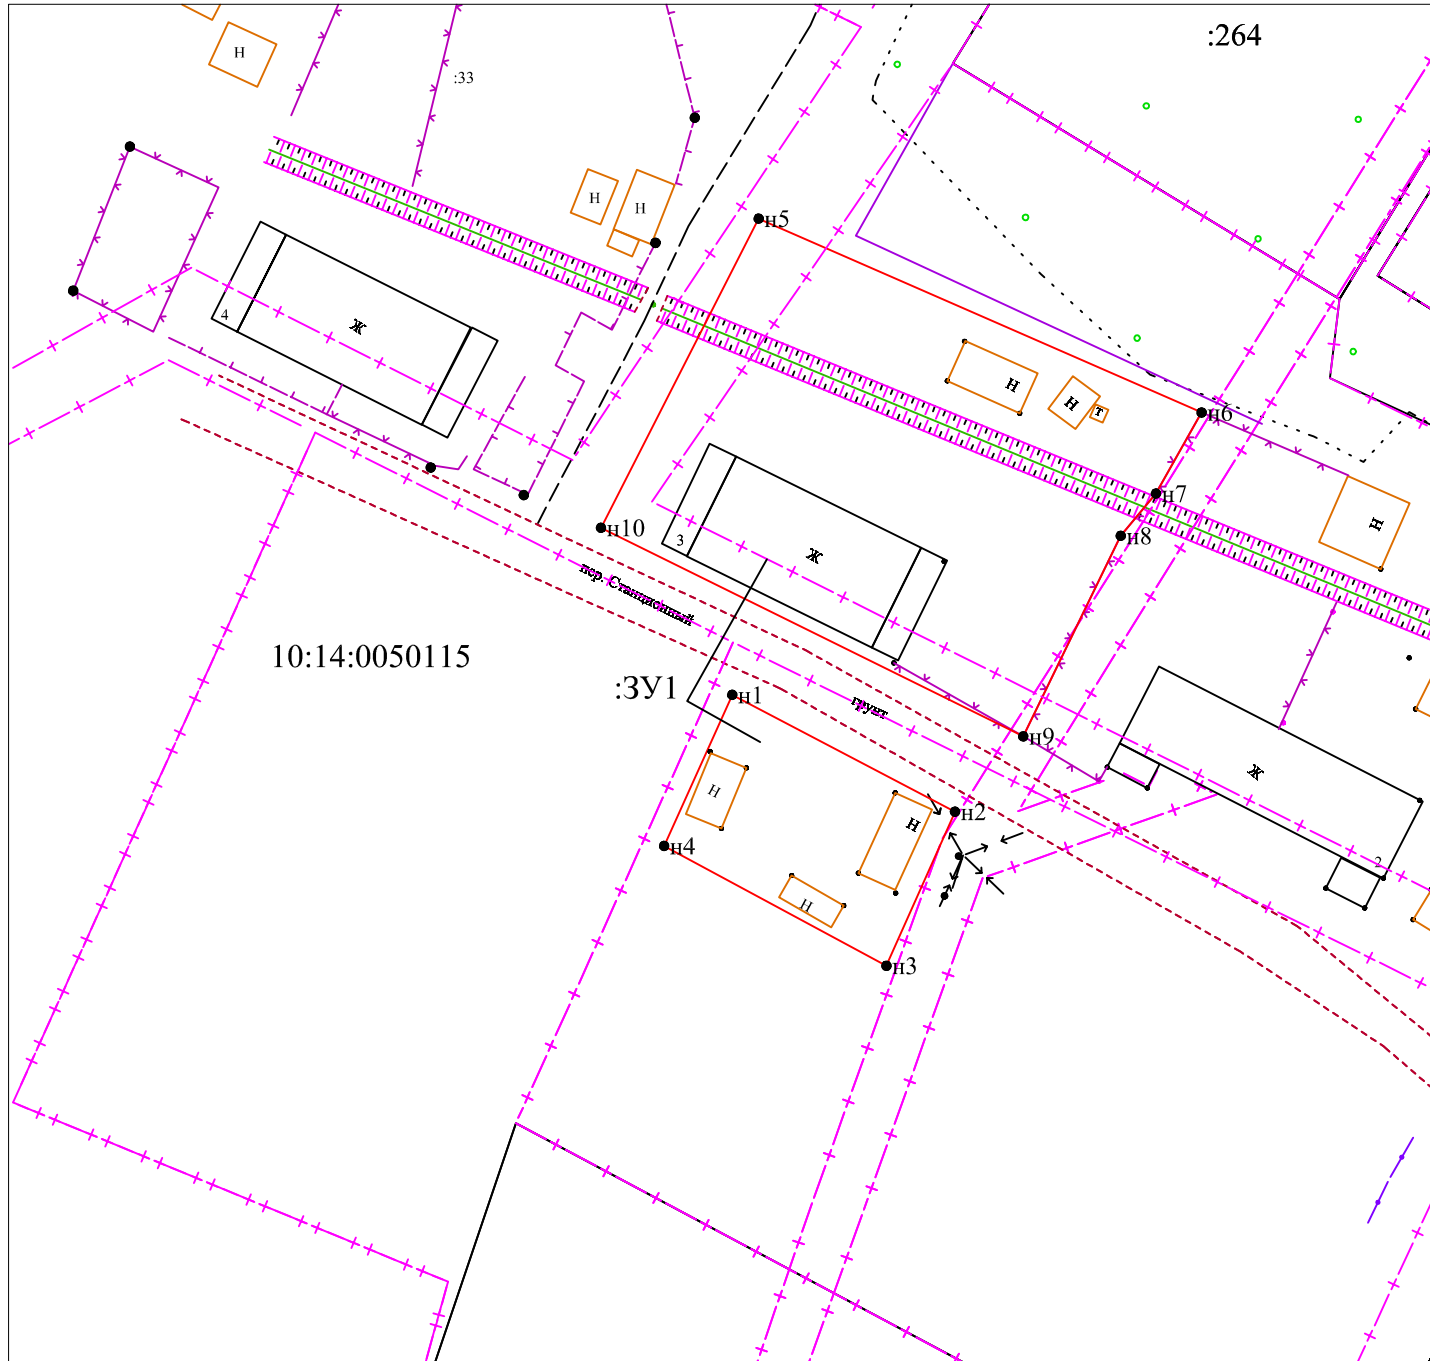 :264
Н
:33
Н
Н
н5
4
Ж
Н
Н
Т
н6
н7
Н
н10
н8
3
Ж
пер. Станционный
10:14:0050115
:ЗУ1
н1
грунт
н9
Ж
Н
н2
Н
н4
2
Н
н3